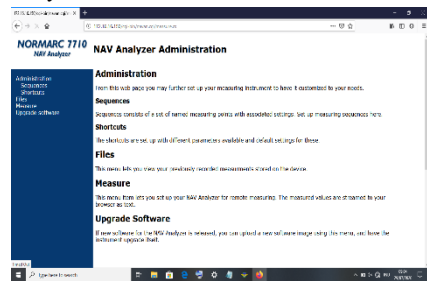 NORMARC 7710
NAV Analyzer
NAV Analyzer Administration
Administration
Sequences
Shortcuts
Files
Measure
Upgrade software
Administration
From this web page you may further set up your measuring instrument to have it customized to your needs.
Sequences
Sequences consists of a set of named measuring points with associated settings. Set up measuring sequences here.
Shortcuts
The shortcuts are set up with different parameters available and default settings for these.
Files
This menu lets you view your previously recorded measurements stored on the device.
Measure
This menu item lets you set up your NAV Analyzer for remote measuring. The measured values are streamed to your
browser as text.
Upgrade Software
If new software for the NAV Analyzer is released, you can upload a new software image using this menu, and have the
instrument upgrade itself.
Type here to search